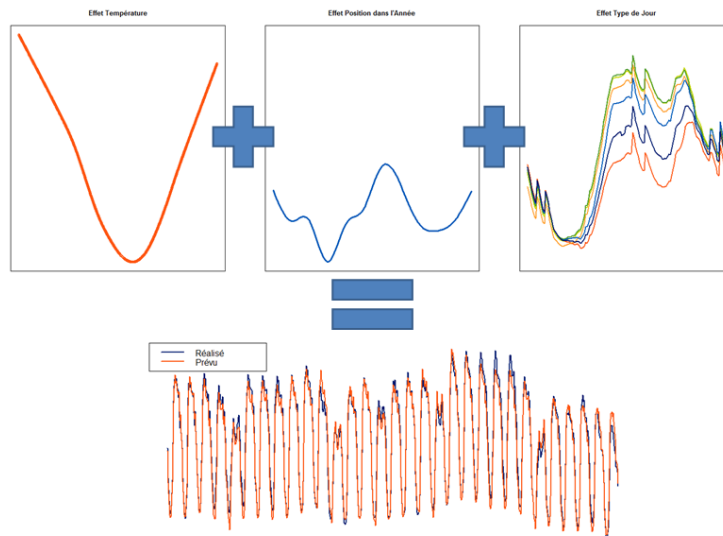 Effet Température
Effet Position dans l'Année
Effet Type de Jour
Réalisé
Prévu